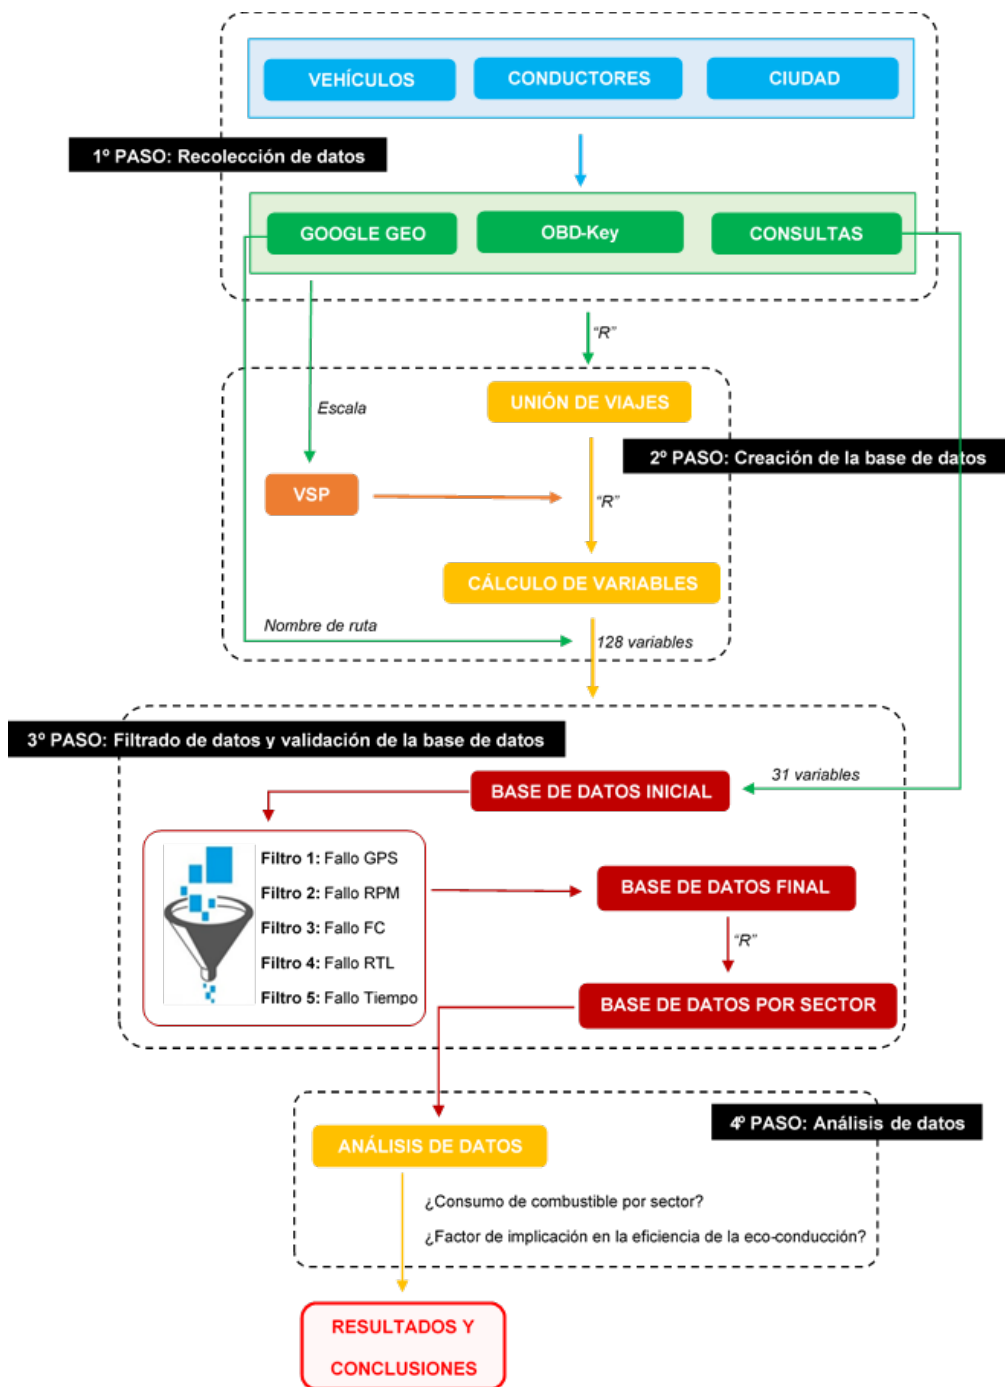 VEHÍCULOS
CONDUCTORES
CIUDAD
1º PASO: Recolección de datos
GOOGLE GEO
OBD-Key
CONSULTAS
“R”
Escala
UNIÓN DE VIAJES
2º PASO: Creación de la base de datos
VSP
“R”
CÁLCULO DE VARIABLES
Nombre de ruta
128 variables
3º PASO: Filtrado de datos y validación de la base de datos
31 variables
BASE DE DATOS INICIAL
Filtro 1: Fallo GPS
Filtro 2: Fallo RPM
Filtro 3: Fallo FC
Filtro 4: Fallo RTL
Filtro 5: Fallo Tiempo
BASE DE DATOS FINAL
“R”
BASE DE DATOS POR SECTOR
4º PASO: Análisis de datos
ANÁLISIS DE DATOS
¿Consumo de combustible por sector?
¿Factor de implicación en la eficiencia de la eco-conducción?
RESULTADOS Y
CONCLUSIONES